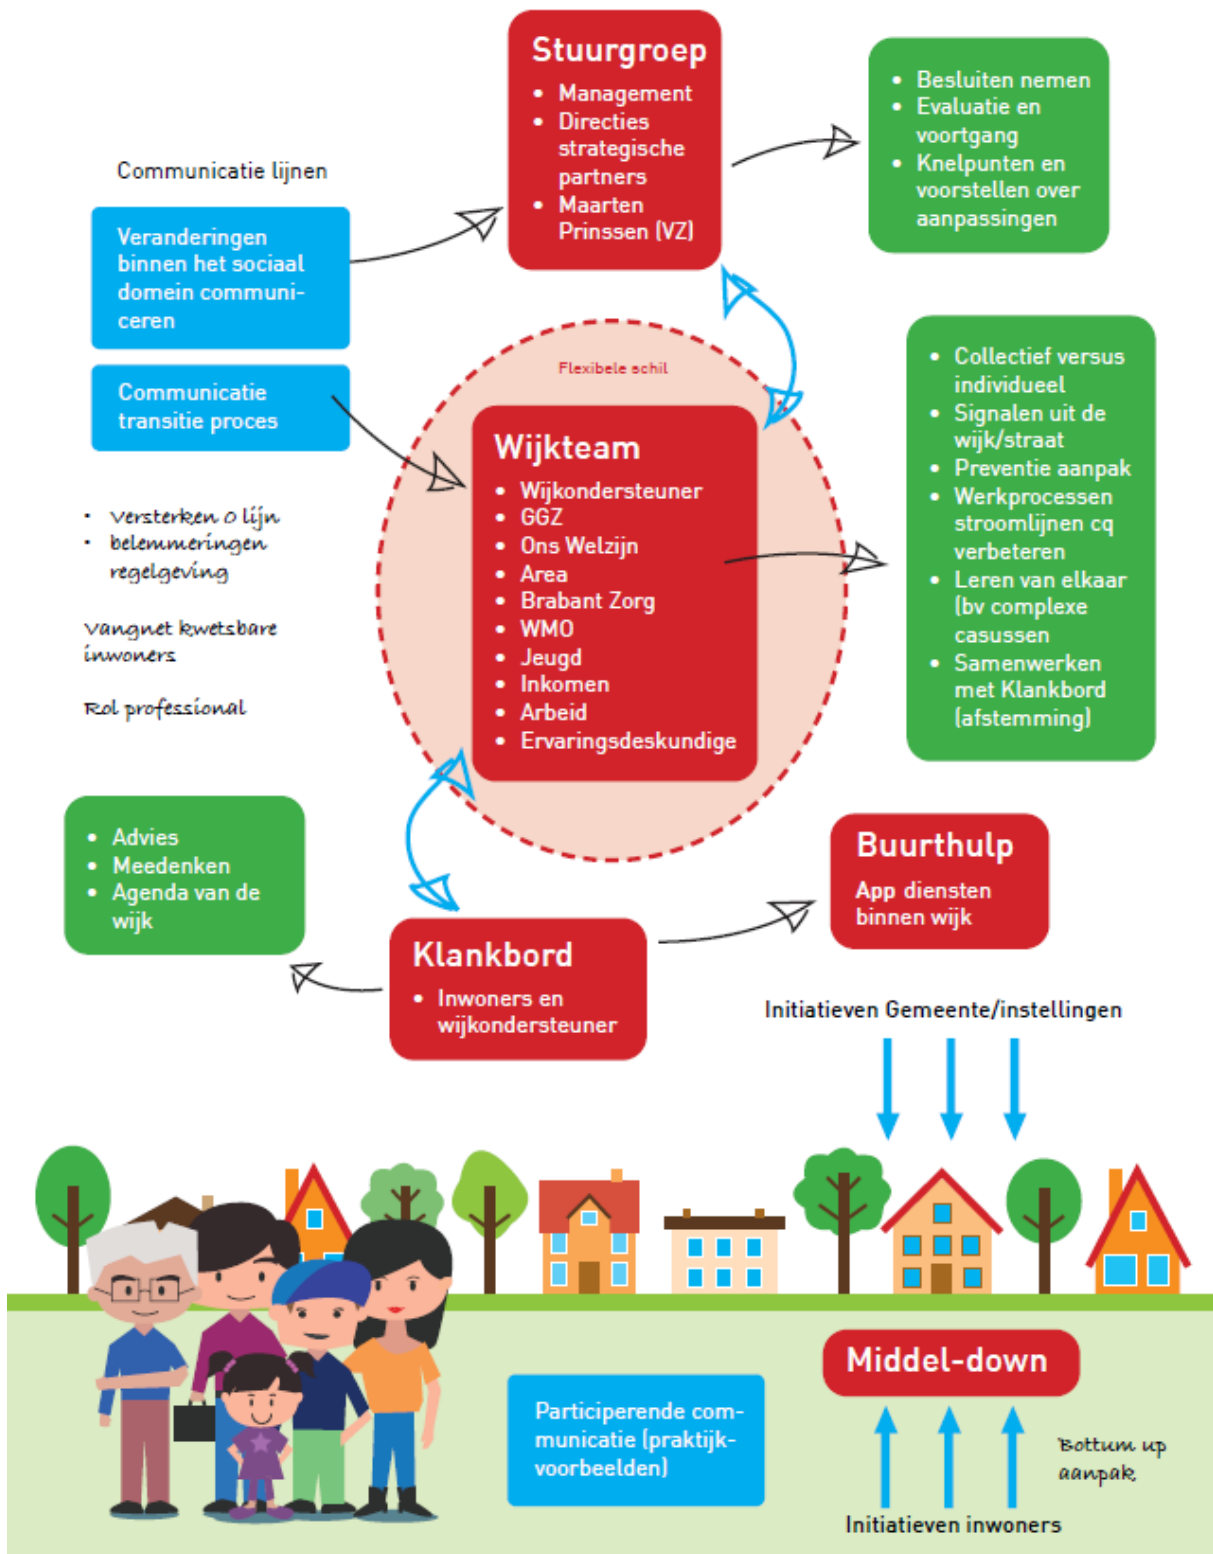 Stuurgroep
• Management
• Directies
strategische
partners
• Maarten
Prinssen (VZ)
• Besluiten nemen
• Evaluatie en
voortgang
• Knelpunten en
voorstellen over
aanpassingen
Communicatie lijnen
Veranderingen
binnen het sociaal
domein communi-
ceren
Communicatie
transitie proces
Flexibele schil
Wijkteam
• Wijkondersteuner
• GGZ
• Ons Welzijn
• Area
• Brabant Zorg
• WMO
• Jeugd
• Inkomen
• Arbeid
• Ervaringsdeskundige
• Collectief versus
individueel
• Signalen uit de
wijk/straat
• Preventie aanpak
• Werkprocessen
stroomlijnen cq
verbeteren
• Leren van elkaar
(bv complexe
casussen
• Samenwerken
met Klankbord
(afstemming)
• Versterken 0 lijn
• belemmeringen
regelgeving
Vangnet kwetsbare
inwoners
Rol professional
• Advies
• Meedenken
• Agenda van de
wijk
Klankbord
• Inwoners en
wijkondersteuner
Buurthulp
App diensten
binnen wijk
Initiatieven Gemeente/instellingen
Middel-down
Participerende com-
municatie (praktijk-
voorbeelden)
Bottum up
aanpak
Initiatieven inwoners